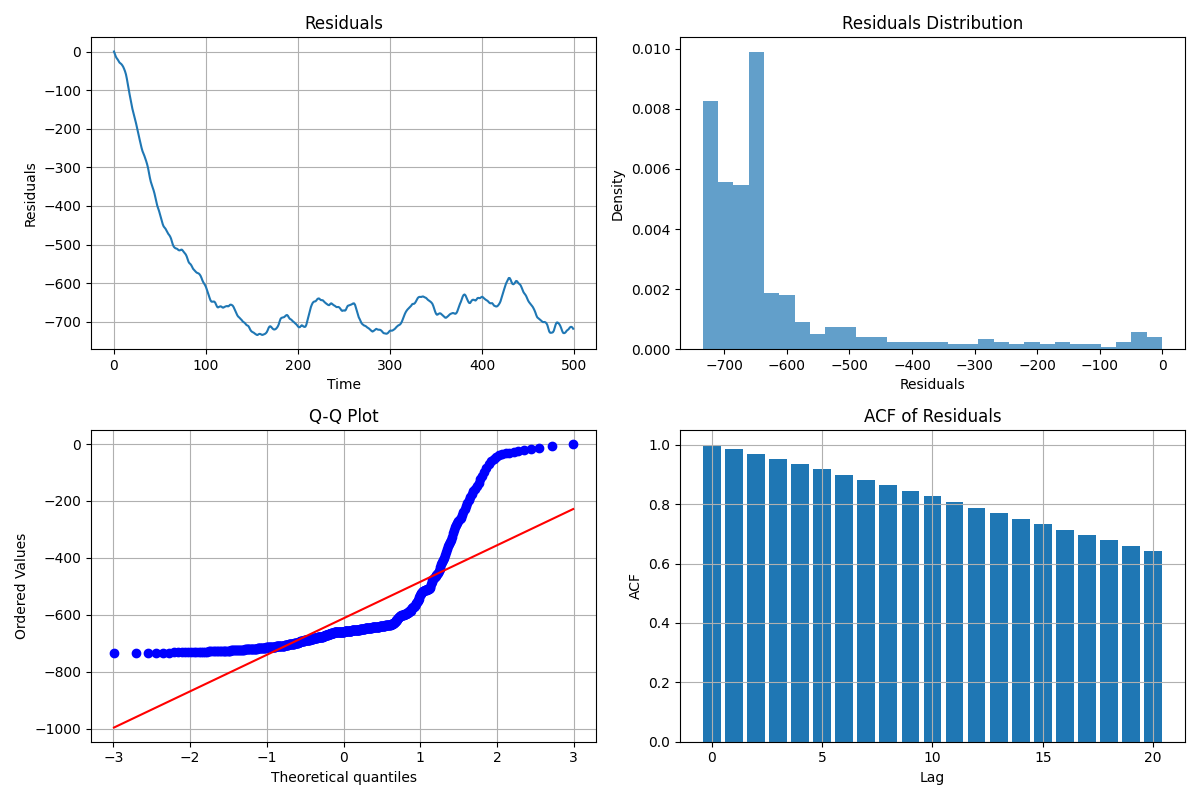 Residuals
0
−100
−200
−300
−400
−500
−600
−700
Residuals
0 100 200 300 400 500
Time
Residuals Distribution
0.010
0.008
0.006
0.004
0.002
0.000
Density
−700 −600 −500 −400 −300 −200 −100 0
Residuals
Q-Q Plot
0
−200
−400
−600
−800
−1000
Ordered Values
−3 −2 −1 0 1 2 3
Theoretical quantiles
ACF of Residuals
1.0
0.8
0.6
0.4
0.2
0.0
ACF
0 5 10 15 20
Lag